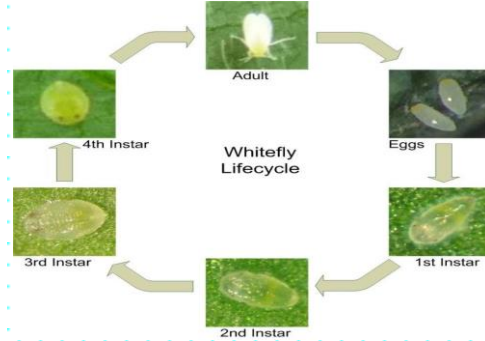 Adult
4th Instar
Eggs
Whitefly
Lifecycle
3rd Instar
1st Instar
2nd Instar